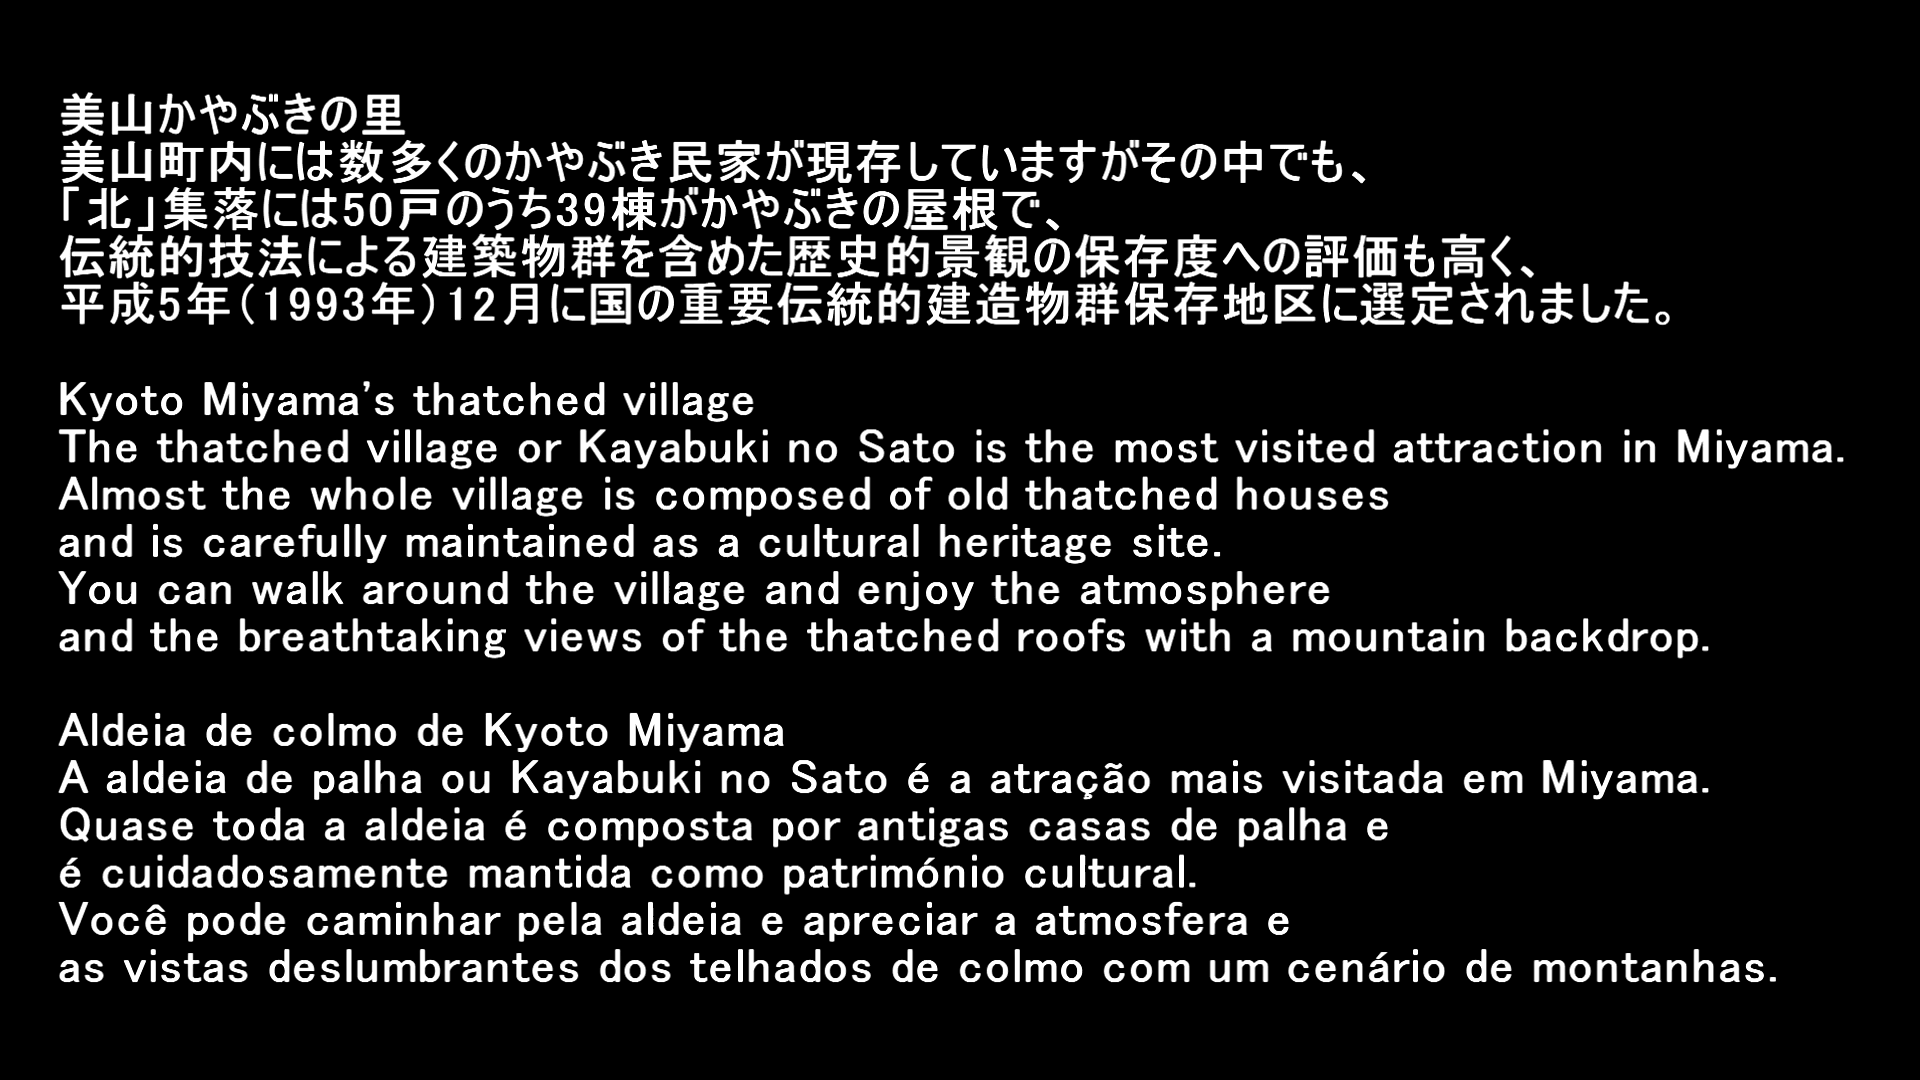 美山かやぶきの里
美山町内には数多くのかやぶき民家が現存していますがその中でも、
「北」集落には50戸のうち39棟がかやぶきの屋根で、
伝統的技法による建築物群を含めた歴史的景観の保存度への評価も高く、
平成5年（1993年）12月に国の重要伝統的建造物群保存地区に選定されました。
Kyoto Miyama’s thatched village
The thatched village or Kayabuki no Sato is the most visited attraction in Miyama.
Almost the whole village is composed of old thatched houses
and is carefully maintained as a cultural heritage site.
You can walk around the village and enjoy the atmosphere
and the breathtaking views of the thatched roofs with a mountain backdrop.
Aldeia de colmo de Kyoto Miyama
A aldeia de palha ou Kayabuki no Sato é a atração mais visitada em Miyama.
Quase toda a aldeia é composta por antigas casas de palha e
é cuidadosamente mantida como património cultural.
Você pode caminhar pela aldeia e apreciar a atmosfera e
as vistas deslumbrantes dos telhados de colmo com um cenário de montanhas.